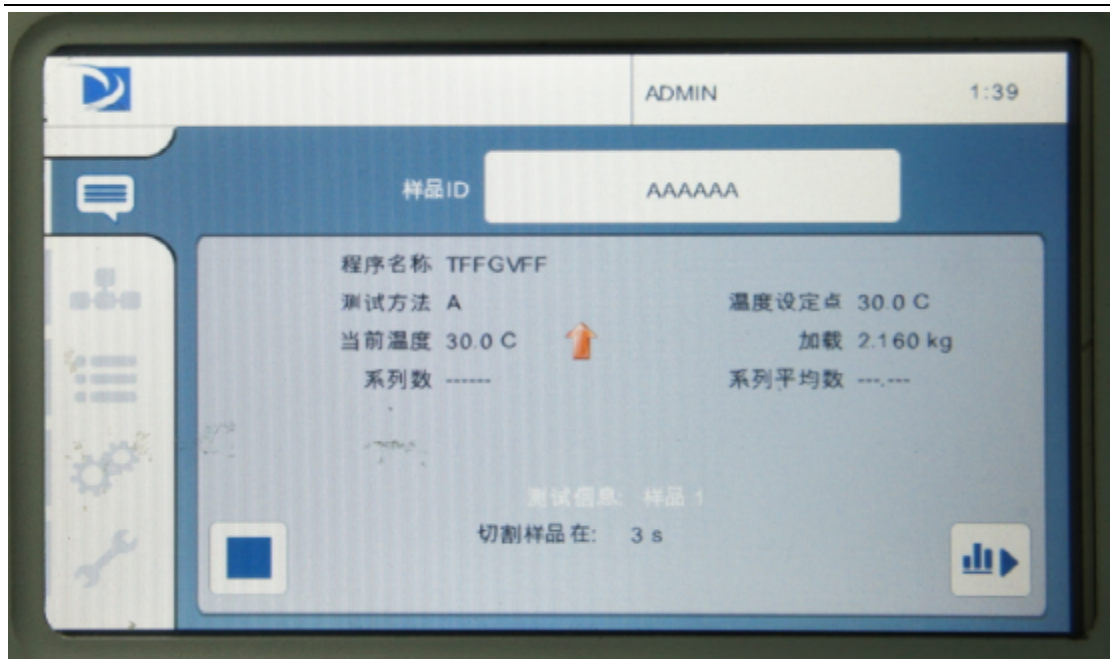 ADMIN 1:39
样品ID AAAAAA
程序名称 TFFGVFF
测试方法 A 温度设定点 30.0 C
当前温度 30.0 C 加载 2.160 kg
系列数 ------ 系列平均数 ---.---
测试信息: 样品 1
切割样品在: 3 s